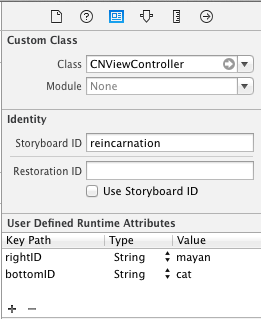 Custom Class
Class CNViewController
Module None
Identity
Storyboard ID reincarnation
Restoration ID
Use Storyboard ID
User Defined Runtime Attributes
Key Path Type Value
rightID String mayan
bottomID String cat
+ −